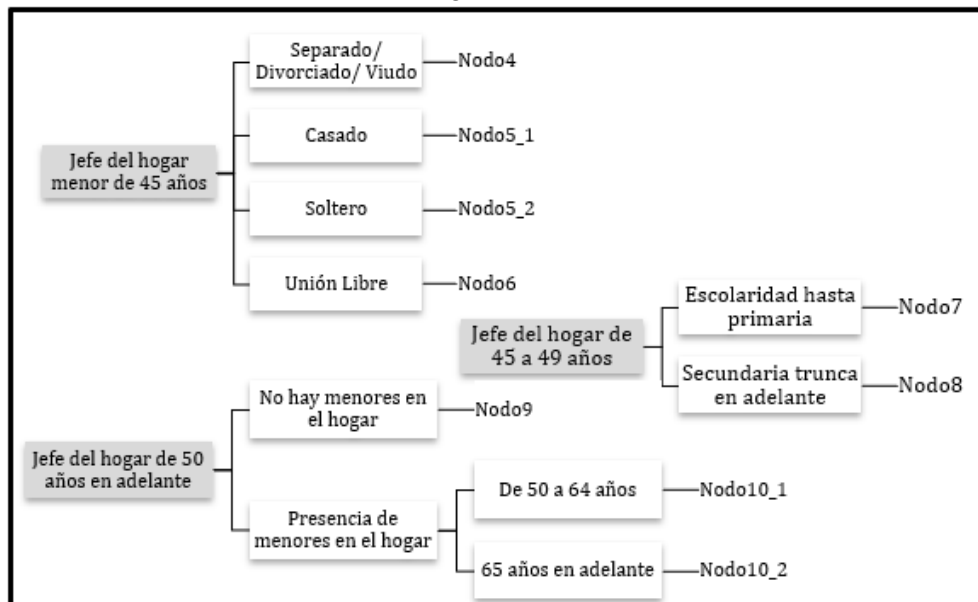 Separado/
Divorciado/ Viudo
Nodo4
Casado
Nodo5_1
Jefe del hogar
menor de 45 años
Soltero
Nodo5_2
Unión Libre
Nodo6
Escolaridad hasta
primaria
Nodo7
Jefe del hogar de
45 a 49 años
Secundaria trunca
en adelante
Nodo8
No hay menores en
el hogar
Nodo9
Jefe del hogar de 50
años en adelante
De 50 a 64 años
Nodo10_1
Presencia de
menores en el hogar
65 años en adelante
Nodo10_2